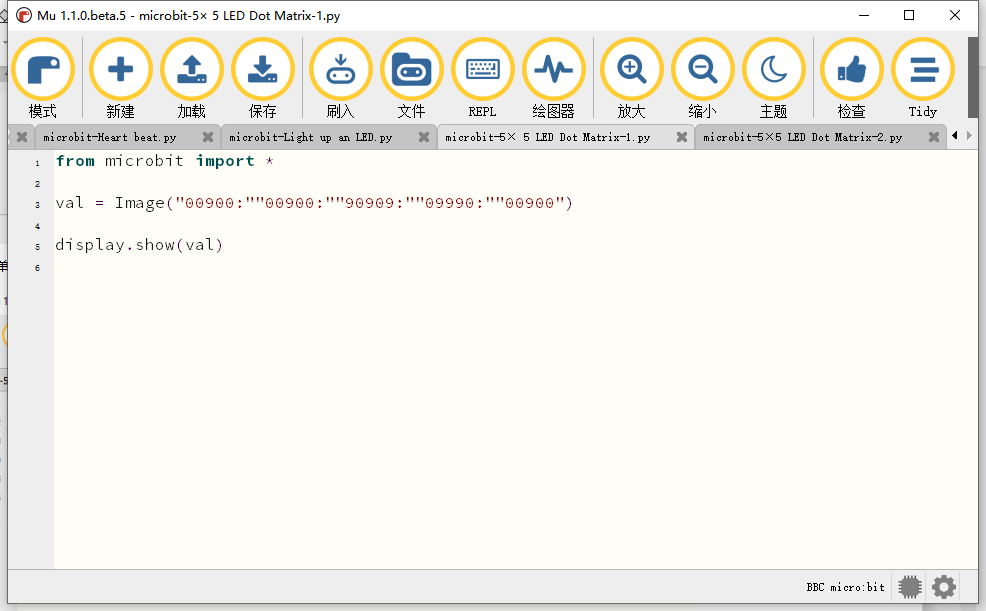 Mu 1.1.0.beta.5 - microbit-5× 5 LED Dot Matrix-1.py
模式 新建 加载 保存 刷入 文件 REPL 绘图器 放大 缩小 主题 检查 Tidy
microbit-Heart beat.py microbit-Light up an LED.py microbit-5× 5 LED Dot Matrix-1.py microbit-5×5 LED Dot Matrix-2.py
1 from microbit import *
2
3 val = Image("00900:""00900:""90909:""09990:""00900")
4
5 display.show(val)
6
BBC micro:bit